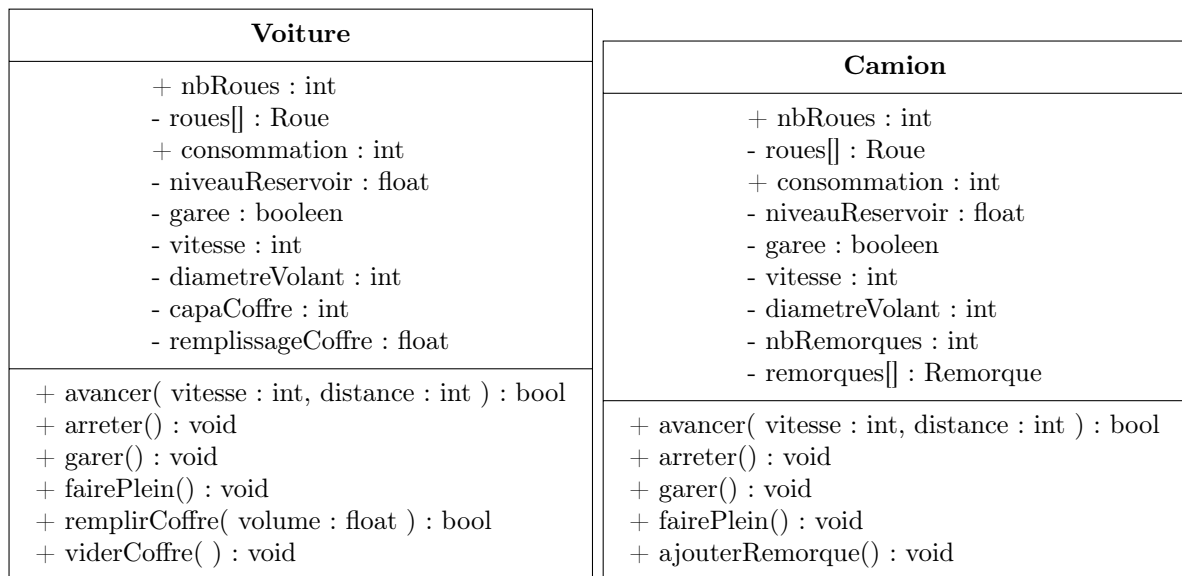 Voiture
+ nbRoues : int
- roues[] : Roue
+ consommation : int
- niveauReservoir : float
- garee : booleen
- vitesse : int
- diametreVolant : int
- capaCoffre : int
- remplissageCoffre : float
+ avancer( vitesse : int, distance : int ) : bool
+ arreter() : void
+ garer() : void
+ fairePlein() : void
+ remplirCoffre( volume : float ) : bool
+ viderCoffre( ) : void
Camion
+ nbRoues : int
- roues[] : Roue
+ consommation : int
- niveauReservoir : float
- garee : booleen
- vitesse : int
- diametreVolant : int
- nbRemorques : int
- remorques[] : Remorque
+ avancer( vitesse : int, distance : int ) : bool
+ arreter() : void
+ garer() : void
+ fairePlein() : void
+ ajouterRemorque() : void